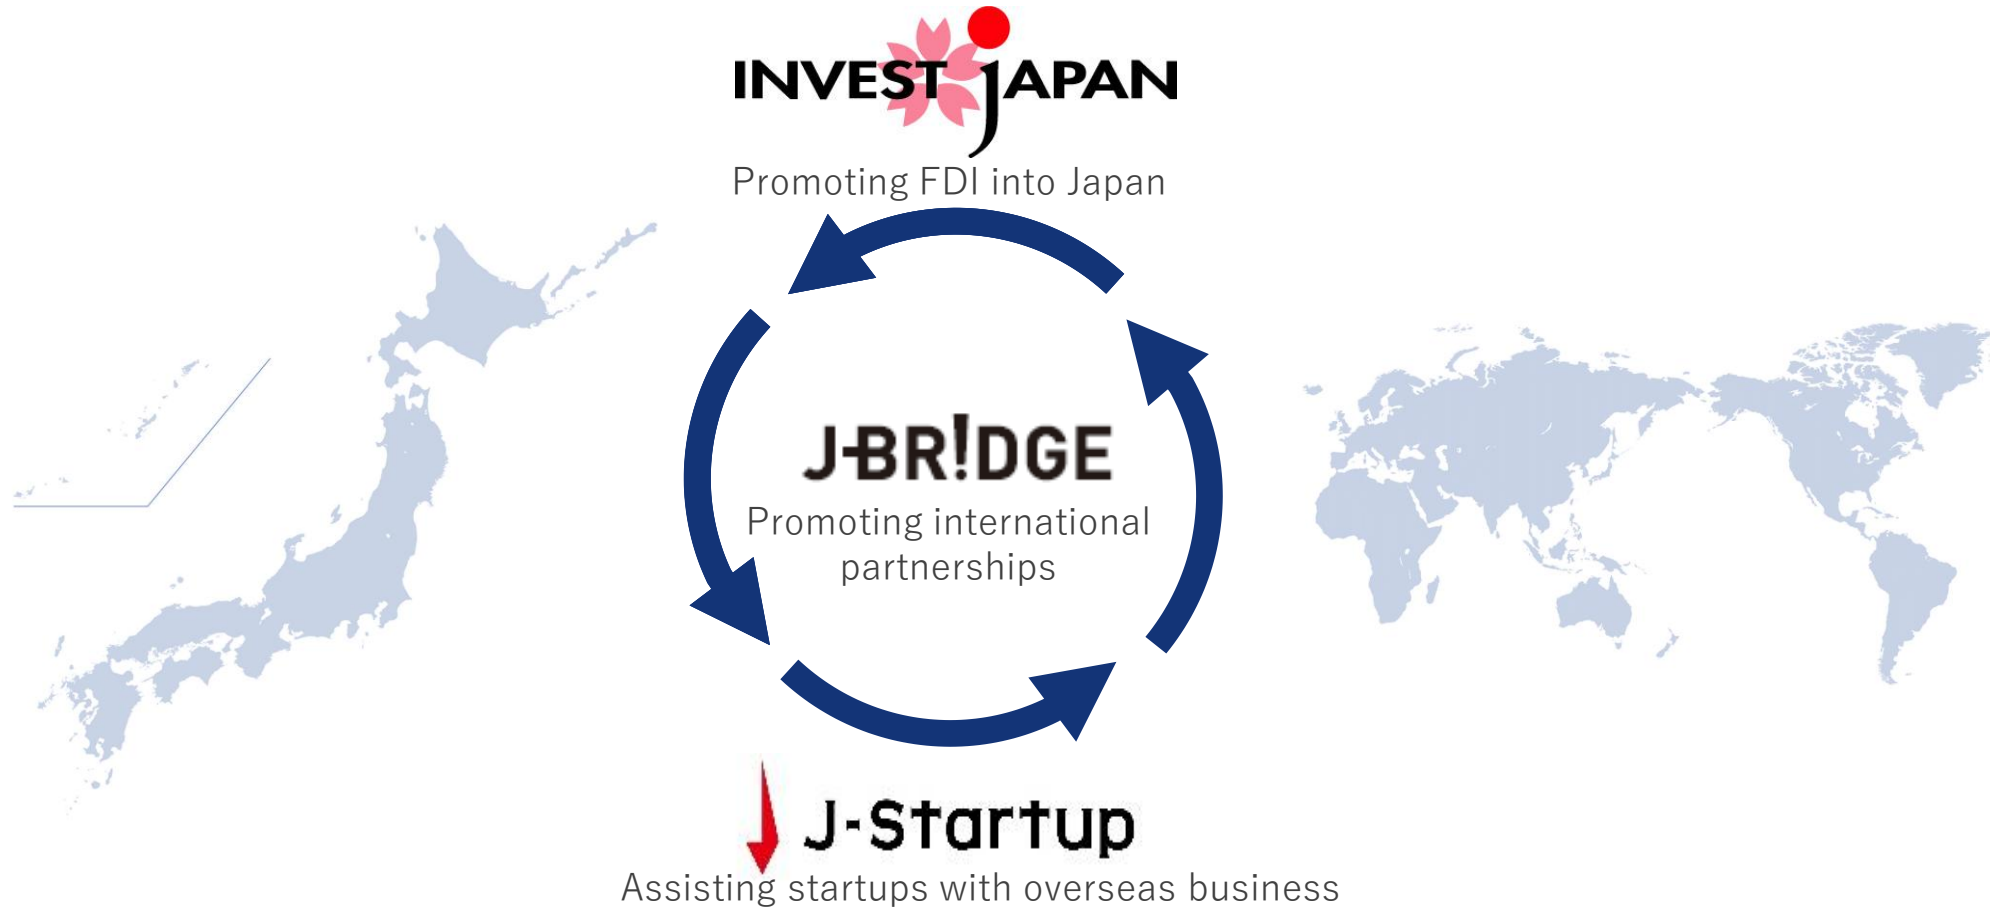 INVEST JAPAN
Promoting FDI into Japan
J-BR!DGE
Promoting international
partnerships
J-Startup
Assisting startups with overseas business